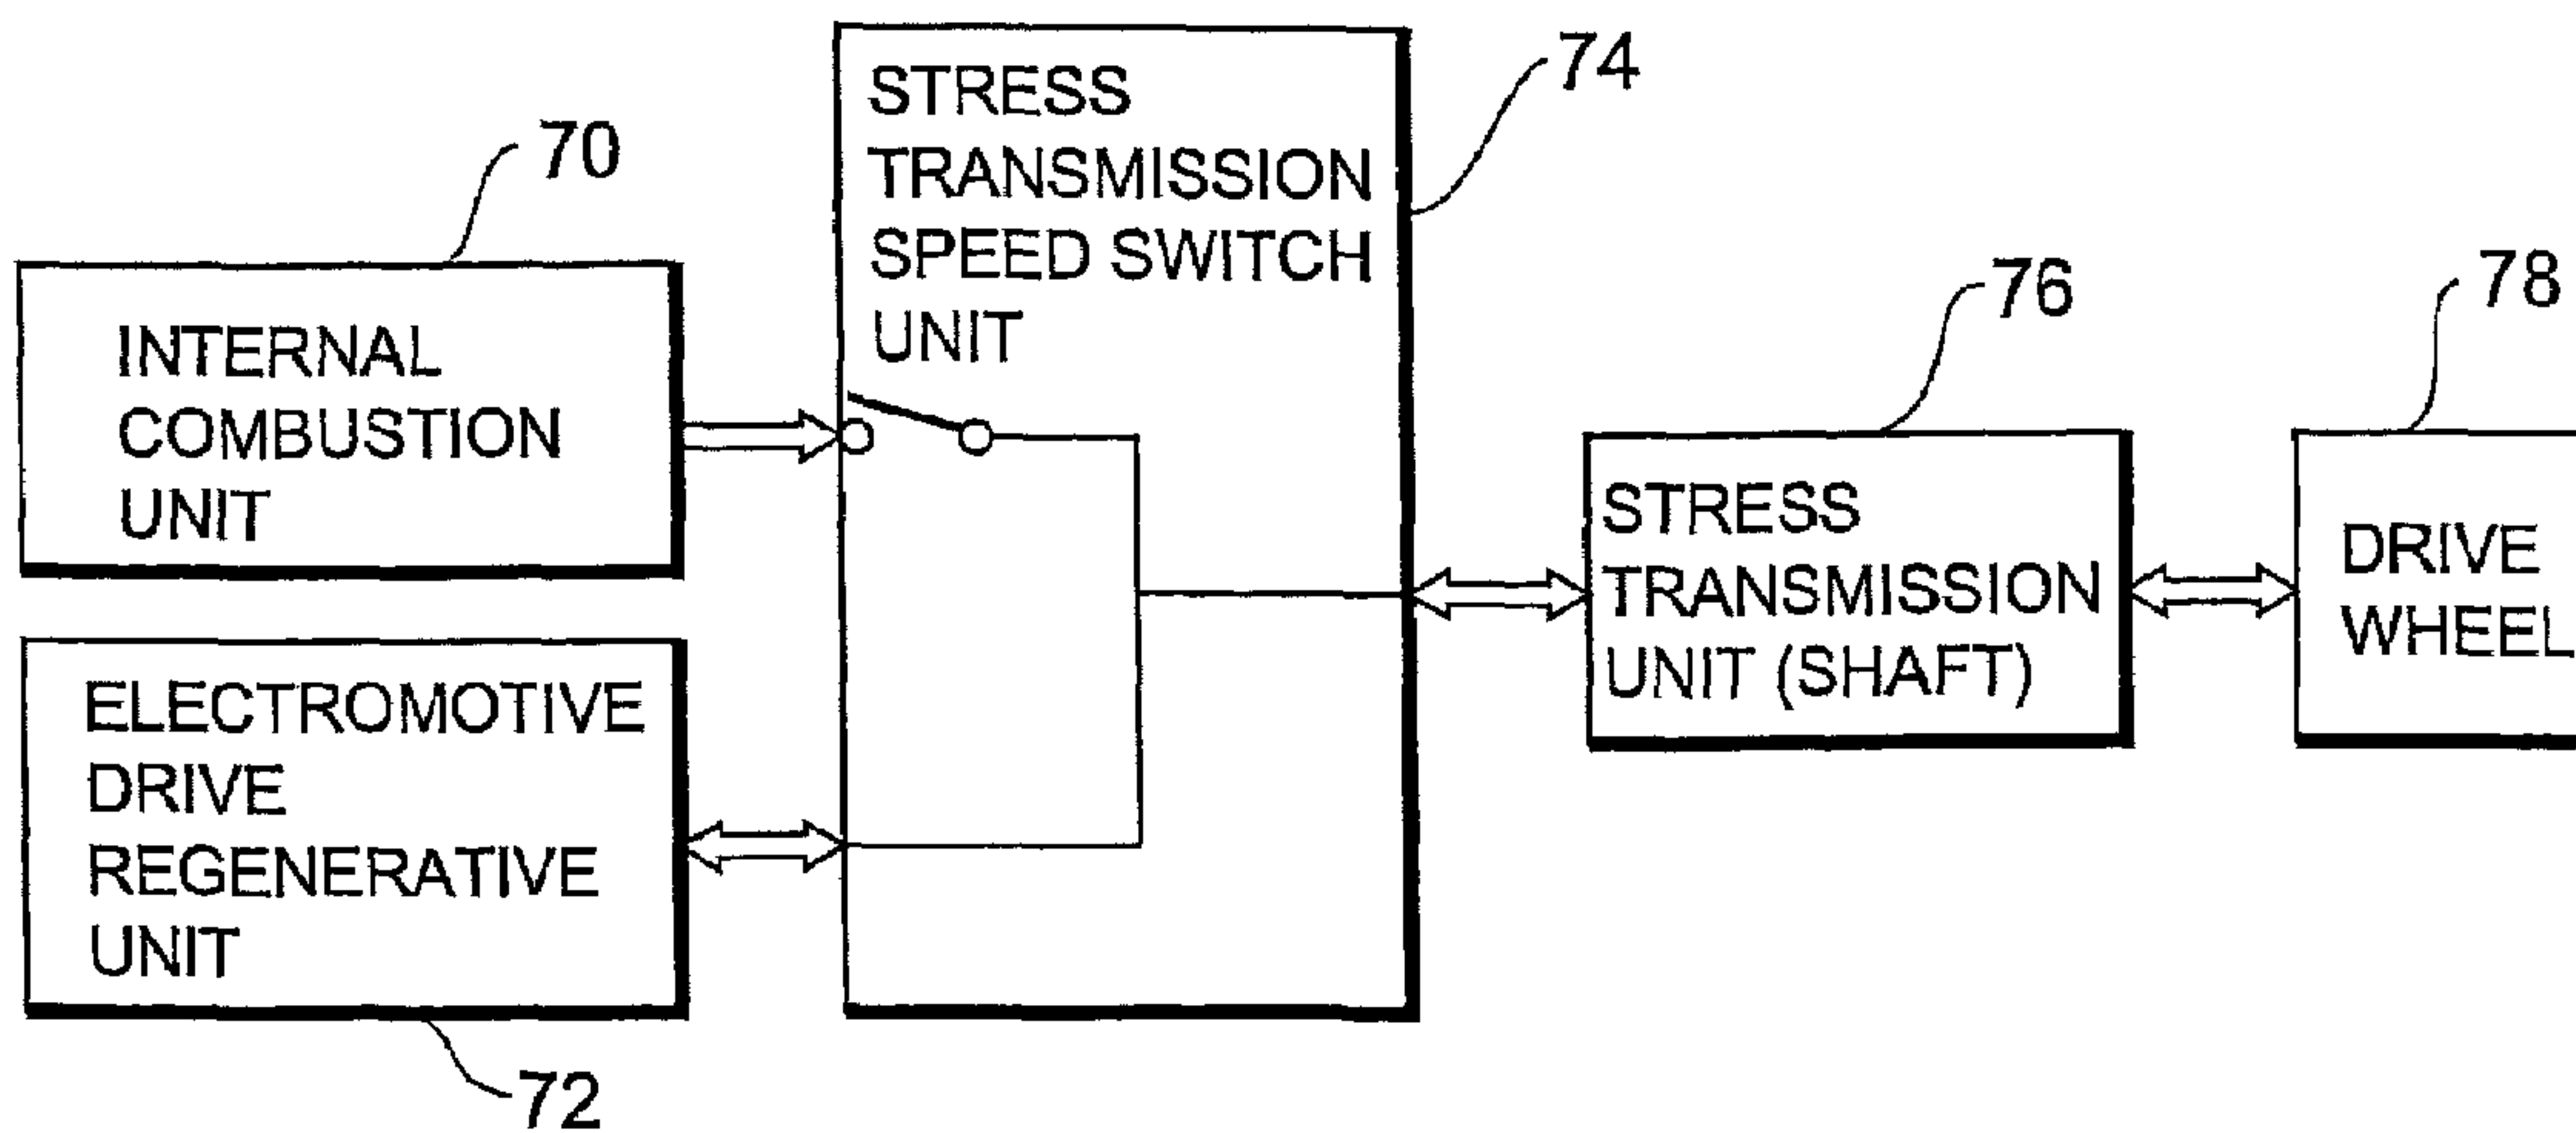 70
INTERNAL
COMBUSTION
UNIT
ELECTROMOTIVE
DRIVE
REGENERATIVE
UNIT
72
STRESS
TRANSMISSION
SPEED SWITCH
UNIT
74
STRESS
TRANSMISSION
UNIT (SHAFT)
76
DRIVE
WHEEL
78